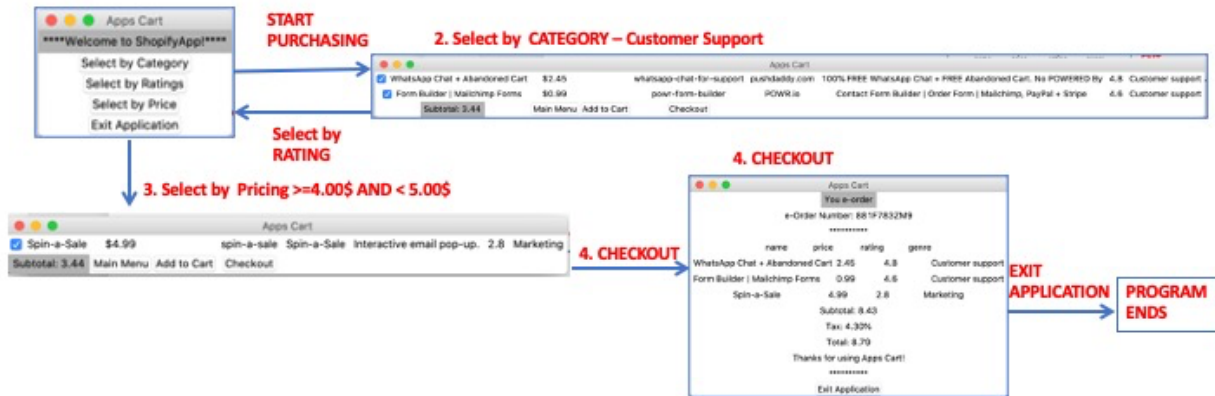 Apps Cart
****Welcome to ShopifyApp!****
Select by Category
Select by Ratings
Select by Price
Exit Application
START
PURCHASING
2. Select by CATEGORY – Customer Support
Apps Cart
WhatsApp Chat + Abandoned Cart $2.45 whatsapp-chat-for-support pushdaddy.com 100% FREE WhatsApp Chat + FREE Abandoned Cart. No POWERED By 4.8 Customer support
Form Builder | Mailchimp Forms $0.99 powr-form-builder POWR.io Contact Form Builder | Order Form | Mailchimp, PayPal + Stripe 4.6 Customer support
Subtotal: 3.44 Main Menu Add to Cart Checkout
Select by
RATING
3. Select by Pricing >=4.00$ AND < 5.00$
Apps Cart
Spin-a-Sale $4.99 spin-a-sale Spin-a-Sale Interactive email pop-up. 2.8 Marketing
Subtotal: 3.44 Main Menu Add to Cart Checkout
4. CHECKOUT
4. CHECKOUT
Apps Cart
You e-order
e-Order Number: 881F7832M9
**********
name price rating genre
WhatsApp Chat + Abandoned Cart 2.45 4.8 Customer support
Form Builder | Mailchimp Forms 0.99 4.6 Customer support
Spin-a-Sale 4.99 2.8 Marketing
Subtotal: 8.43
Tax: 4.30%
Total: 8.79
Thanks for using Apps Cart!
**********
Exit Application
EXIT
APPLICATION
PROGRAM
ENDS